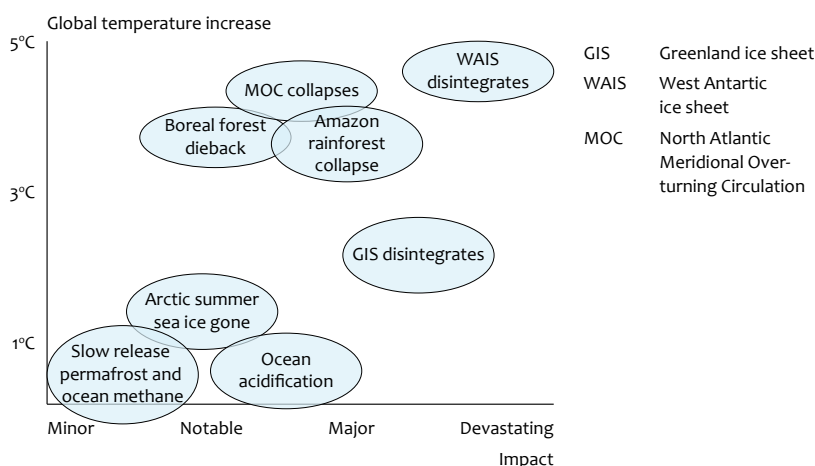 Global temperature increase
5°C
3°C
1°C
WAIS
disintegrates
MOC collapses
Boreal forest
dieback
Amazon
rainforest
collapse
GIS disintegrates
Arctic summer
sea ice gone
Slow release
permafrost and
ocean methane
Ocean
acidification
Minor Notable Major Devastating
Impact
GIS Greenland ice sheet
WAIS West Antartic
ice sheet
MOC North Atlantic
Meridional Over-
turning Circulation